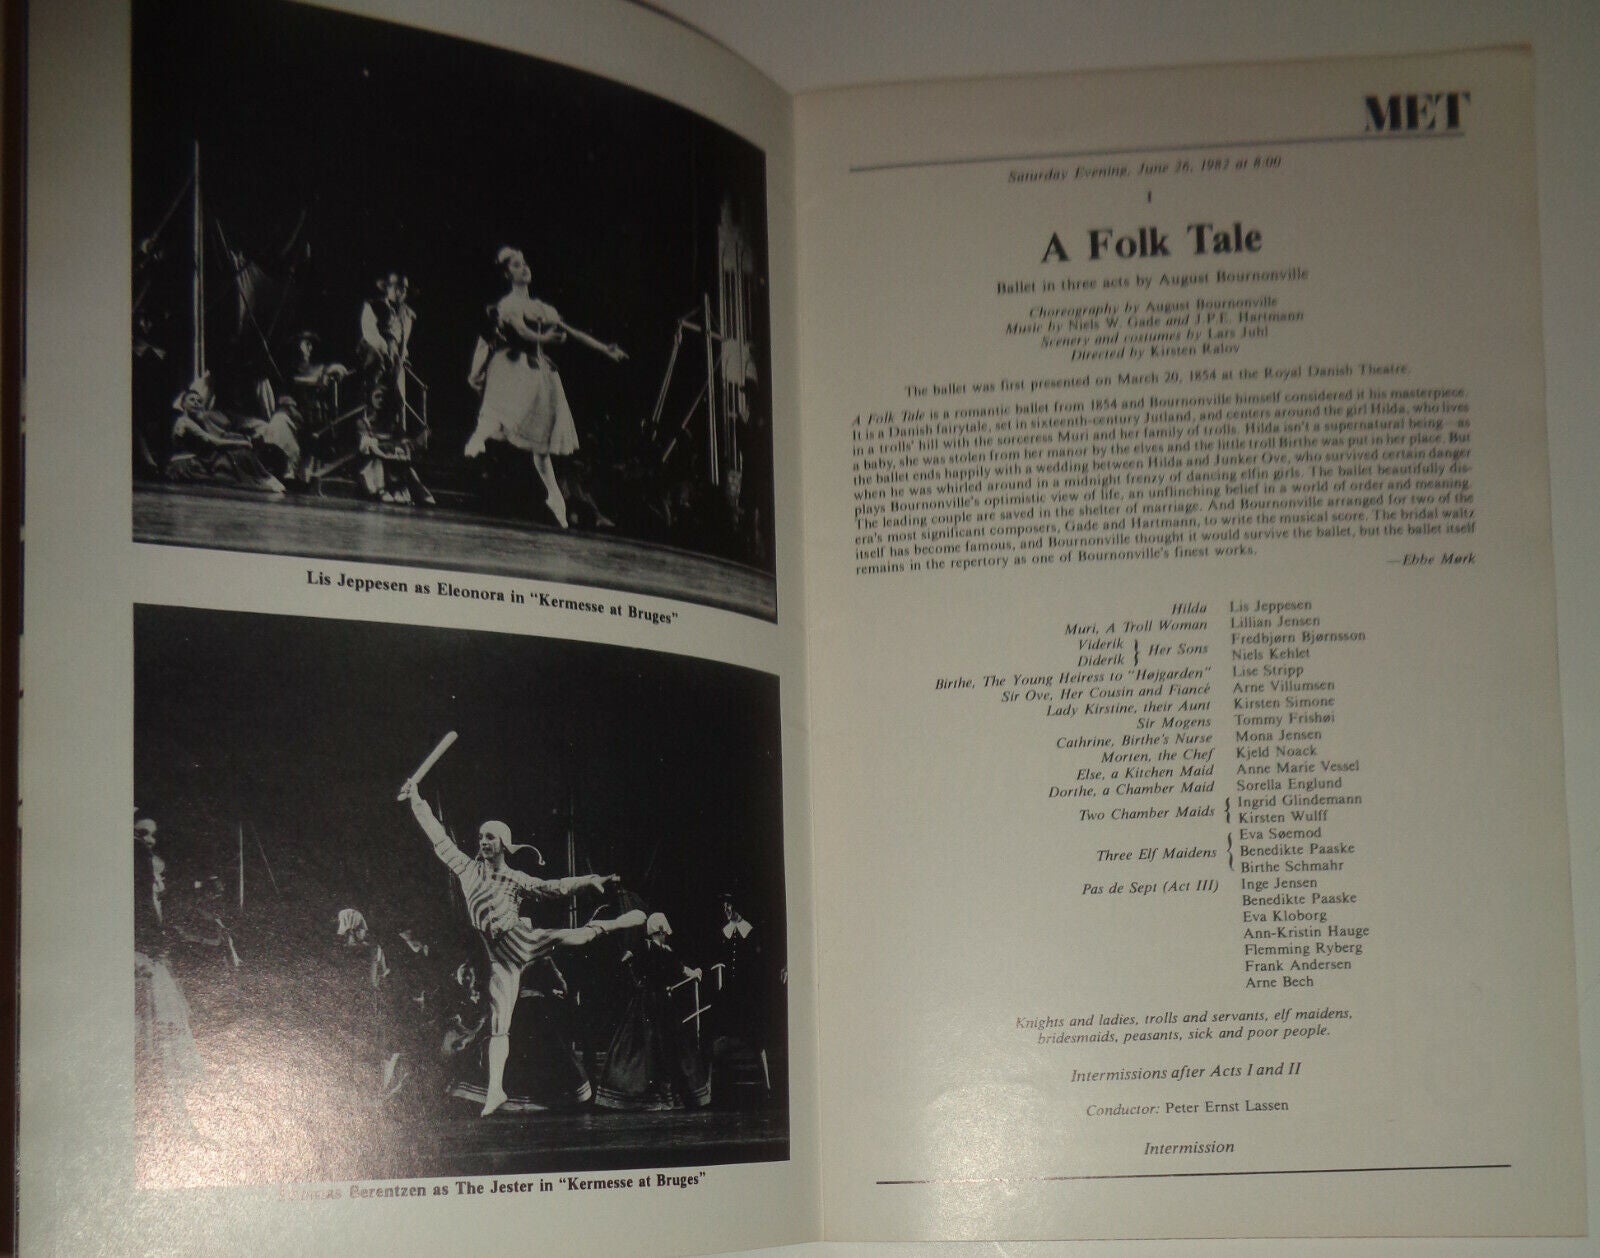 Lis Jeppesen as Eleonora in "Kermesse at Bruges"
Berentzen as The Jester in "Kermesse at Bruges"
MET
Saturday Evening, June 26, 1982 at 8:00
I
A Folk Tale
Ballet in three acts by August Bournonville
Choreography by August Bournonville
Music by Niels W. Gade and J.P.E. Hartmann
Scenery and costumes by Lars Juhl
Directed by Kirsten Ralov
The ballet was first presented on March 20, 1854 at the Royal Danish Theatre.
A Folk Tale is a romantic ballet from 1854 and Bournonville himself considered it his masterpiece.
It is a Danish fairytale, set in sixteenth-century Jutland, and centers around the girl Hilda, who lives
in a trolls' hill with the sorceress Muri and her family of trolls. Hilda isn't a supernatural being—as
a baby, she was stolen from her manor by the elves and the little troll Birthe was put in her place. But
the ballet ends happily with a wedding between Hilda and Junker Ove, who survived certain danger
when he was whirled around in a midnight frenzy of dancing elfin girls. The ballet beautifully dis-
plays Bournonville's optimistic view of life, an unflinching belief in a world of order and meaning.
The leading couple are saved in the shelter of marriage. And Bournonville arranged for two of the
era's most significant composers, Gade and Hartmann, to write the musical score. The bridal waltz
itself has become famous, and Bournonville thought it would survive the ballet, but the ballet itself
remains in the repertory as one of Bournonville's finest works.
—Ebbe Mørk
Hilda Lis Jeppesen
Muri, A Troll Woman Lillian Jensen
Viderik } Her Sons Fredbjørn Bjørnsson
Diderik } Niels Kehlet
Birthe, The Young Heiress to "Højgarden" Lise Stripp
Sir Ove, Her Cousin and Fiancé Arne Villumsen
Lady Kirstine, their Aunt Kirsten Simone
Sir Mogens Tommy Frishøi
Cathrine, Birthe's Nurse Mona Jensen
Morten, the Chef Kjeld Noack
Else, a Kitchen Maid Anne Marie Vessel
Dorthe, a Chamber Maid Sorella Englund
Two Chamber Maids { Ingrid Glindemann
Kirsten Wulff
Three Elf Maidens { Eva Søemod
Benedikte Paaske
Birthe Schmahr
Pas de Sept (Act III) Inge Jensen
Benedikte Paaske
Eva Kloborg
Ann-Kristin Hauge
Flemming Ryberg
Frank Andersen
Arne Bech
Knights and ladies, trolls and servants, elf maidens,
bridesmaids, peasants, sick and poor people.
Intermissions after Acts I and II
Conductor: Peter Ernst Lassen
Intermission